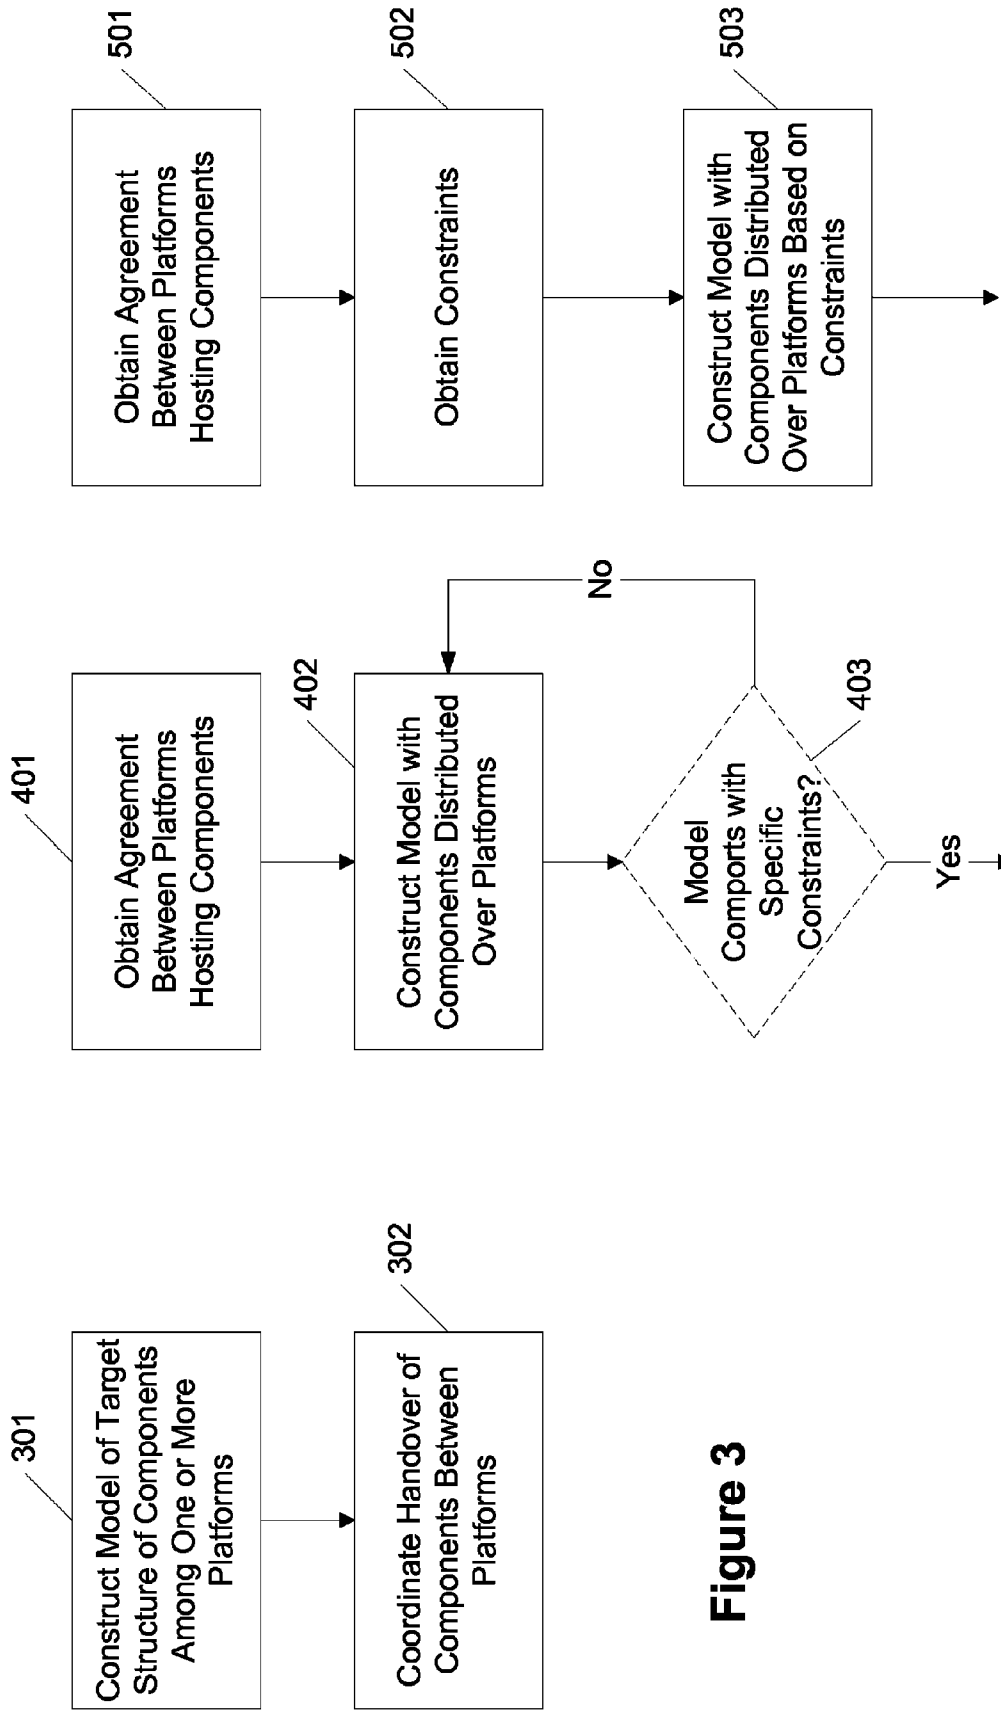 301
Construct Model of Target
Structure of Components
Among One or More
Platforms
302
Coordinate Handover of
Components Between
Platforms
Figure 3
401
Obtain Agreement
Between Platforms
Hosting Components
402
Construct Model with
Components Distributed
Over Platforms
No
403
Model
Comports with
Specific
Constraints?
Yes
501
Obtain Agreement
Between Platforms
Hosting Components
502
Obtain Constraints
503
Construct Model with
Components Distributed
Over Platforms Based on
Constraints